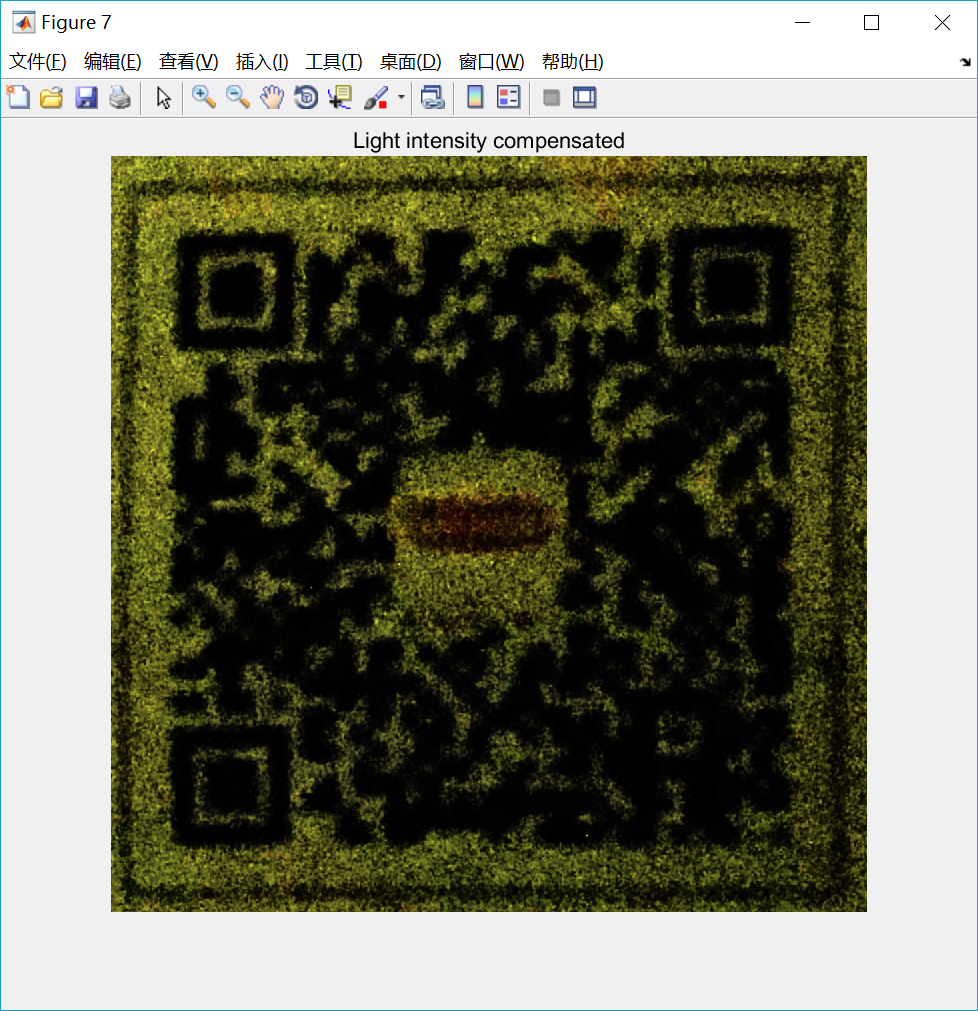 Figure 7
文件(F) 编辑(E) 查看(V) 插入(I) 工具(T) 桌面(D) 窗口(W) 帮助(H)
Light intensity compensated